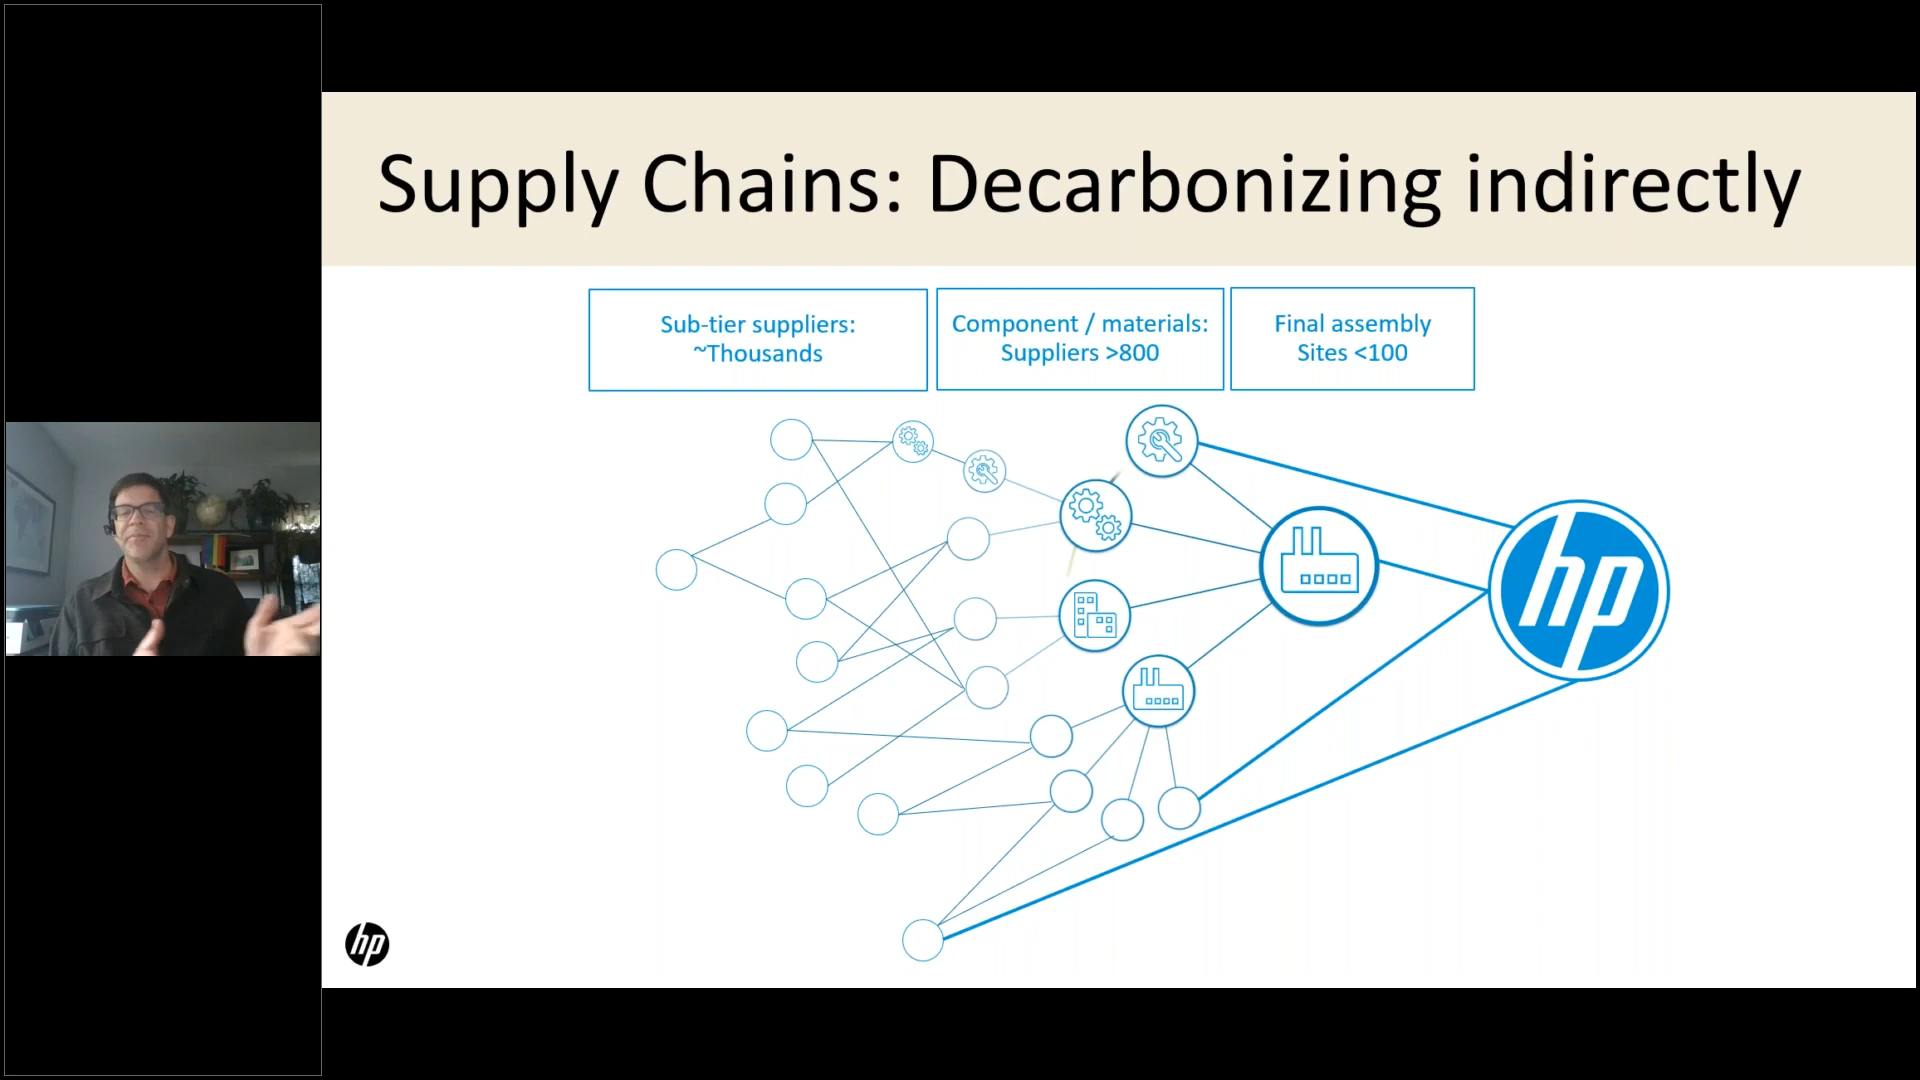 Supply Chains: Decarbonizing indirectly
Sub-tier suppliers:
~Thousands
Component / materials:
Suppliers >800
Final assembly
Sites <100
hp
hp